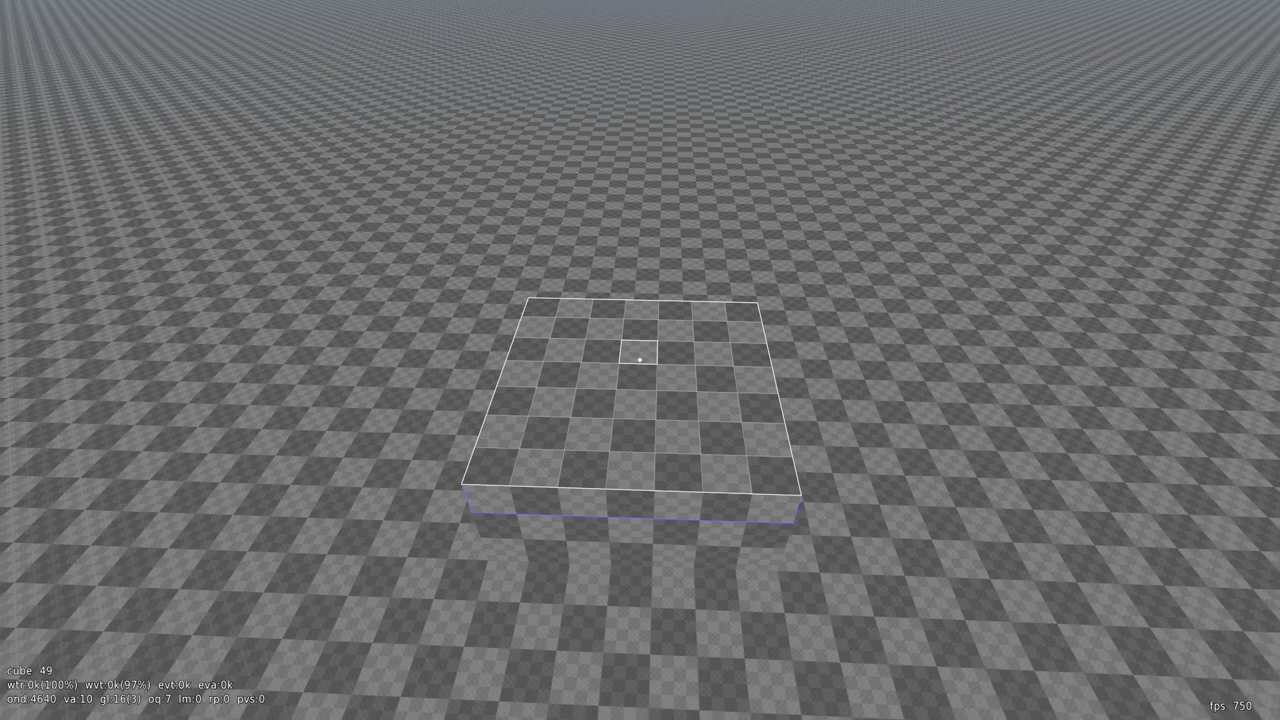 cube 49
wtr:0k(100%) wvt:0k(97%) evt:0k eva:0k
ond:4640 va:10 gl:16(3) oq:7 lm:0 rp:0 pvs:0
fps 750